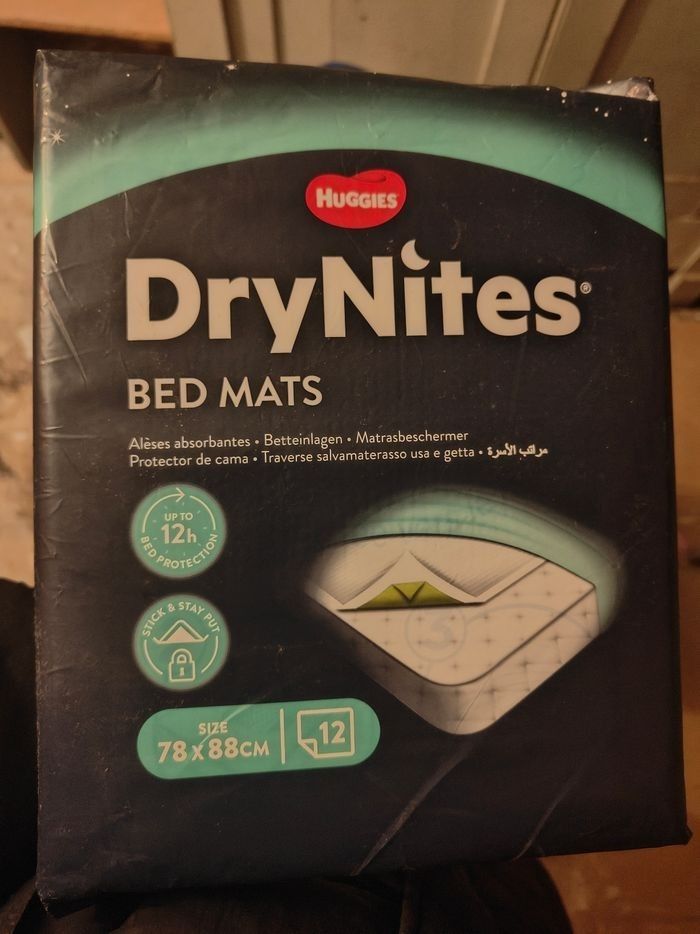 HUGGIES
DryNites®
BED MATS
Alèses absorbantes • Betteinlagen • Matrasbeschermer
Protector de cama • Traverse salvamaterasso usa e getta • مراتب الأسرة
UP TO
12h
BED PROTECTION
STICK & STAY PUT
SIZE
78 x 88CM
12